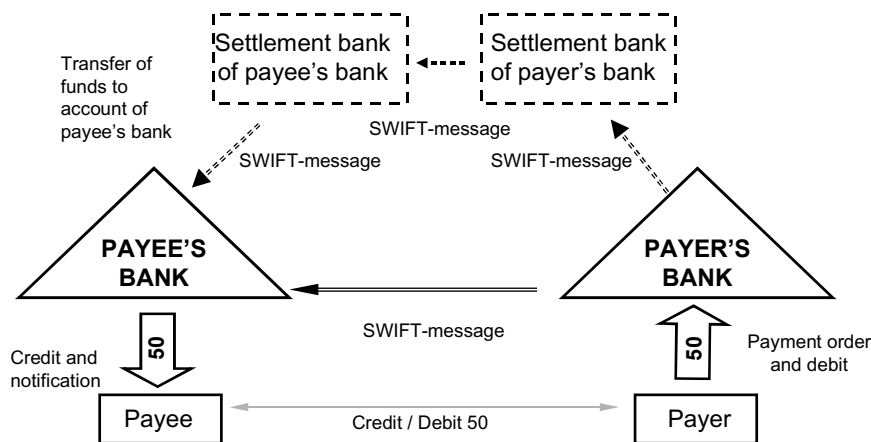 Transfer of
funds to
account of
payee’s bank
Settlement bank
of payee’s bank
Settlement bank
of payer’s bank
SWIFT-message
SWIFT-message
PAYEE’S
BANK
PAYER’S
BANK
SWIFT-message
50
50
Credit and
notification
Payment order
and debit
Payee
Credit / Debit 50
Payer